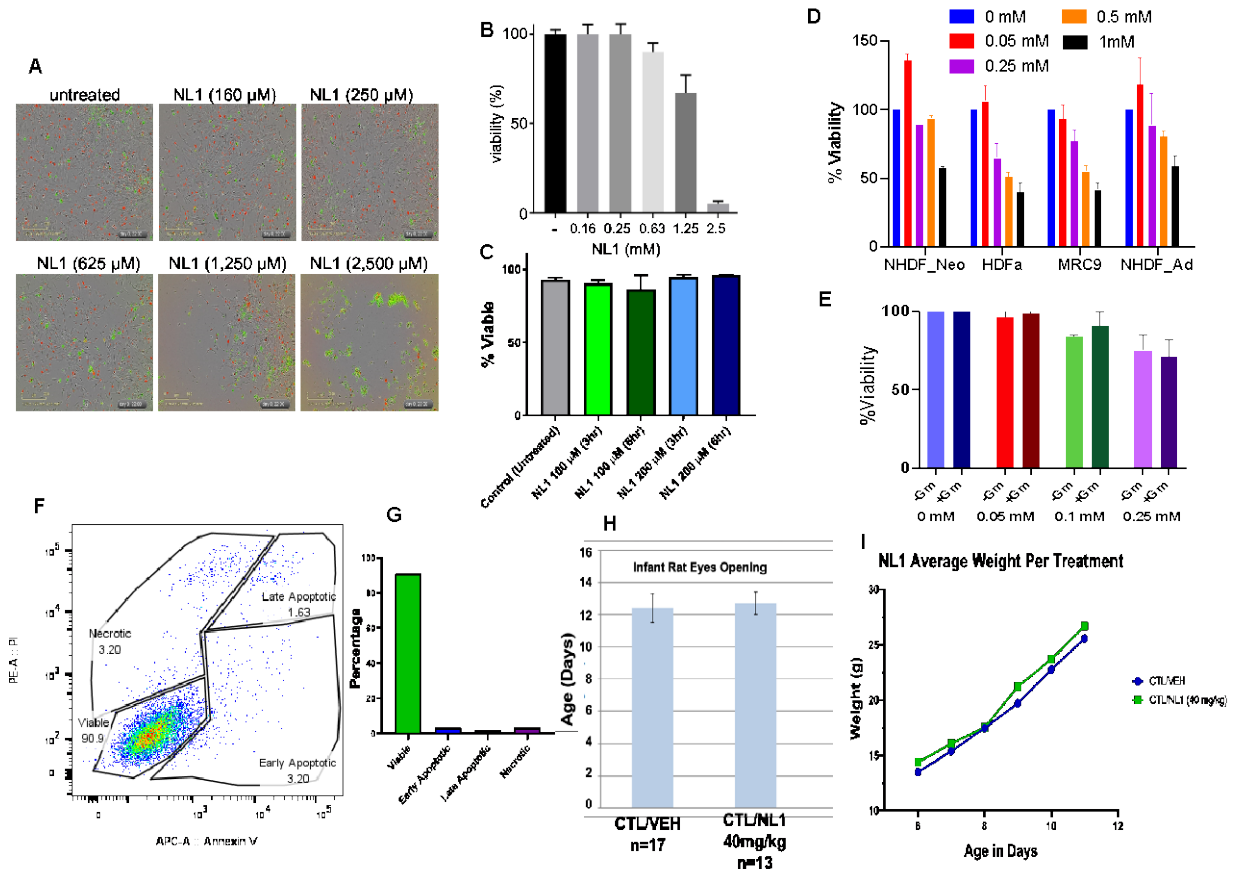 A
untreated
NL1 (160 µM)
NL1 (250 µM)
NL1 (625 µM)
NL1 (1,250 µM)
NL1 (2,500 µM)
B
viability (%)
100
50
0
- 0.16 0.25 0.63 1.25 2.5
NL1 (mM)
C
% Viable
100
50
0
Control (Untreated)
NL1 100 µM (3hr)
NL1 100 µM (6hr)
NL1 200 µM (3hr)
NL1 200 µM (6hr)
D
0 mM
0.05 mM
0.25 mM
0.5 mM
1mM
% Viability
150
100
50
0
NHDF_Neo HDFa MRC9 NHDF_Ad
E
%Viability
100
50
0
-Gm +Gm -Gm +Gm -Gm +Gm -Gm +Gm
0 mM 0.05 mM 0.1 mM 0.25 mM
F
PE-A :: PI
10⁵
10⁴
10³
10²
0
Late Apoptotic
1.63
Necrotic
3.20
Viable
90.9
Early Apoptotic
3.20
0 10³ 10⁴ 10⁵
APC-A :: Annexin V
G
Percentage
100
80
60
40
20
0
Viable
Early Apoptotic
Late Apoptotic
Necrotic
H
Infant Rat Eyes Opening
Age (Days)
16
14
12
10
8
6
4
2
0
CTL/VEH
n=17
CTL/NL1
40mg/kg
n=13
I
NL1 Average Weight Per Treatment
Weight (g)
30
25
20
15
10
CTL/VEH
CTL/NL1 (40 mg/kg)
6 8 10 12
Age in Days